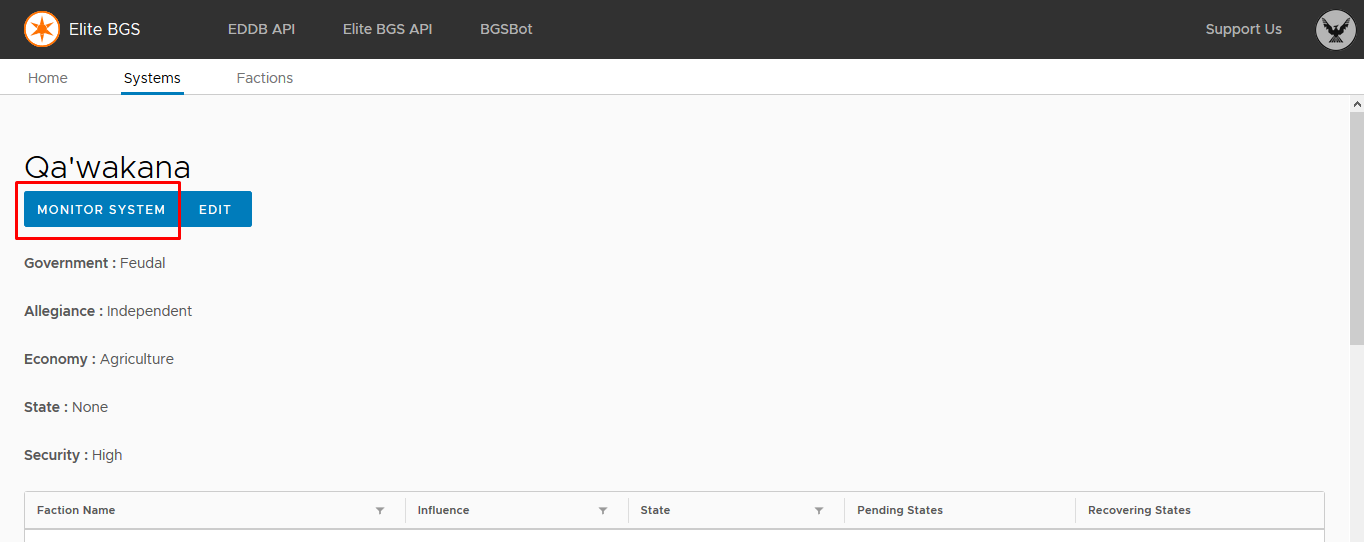 Elite BGS EDDB API Elite BGS API BGSBot Support Us
Home Systems Factions
Qa'wakana
MONITOR SYSTEM EDIT
Government : Feudal
Allegiance : Independent
Economy : Agriculture
State : None
Security : High
Faction Name Influence State Pending States Recovering States